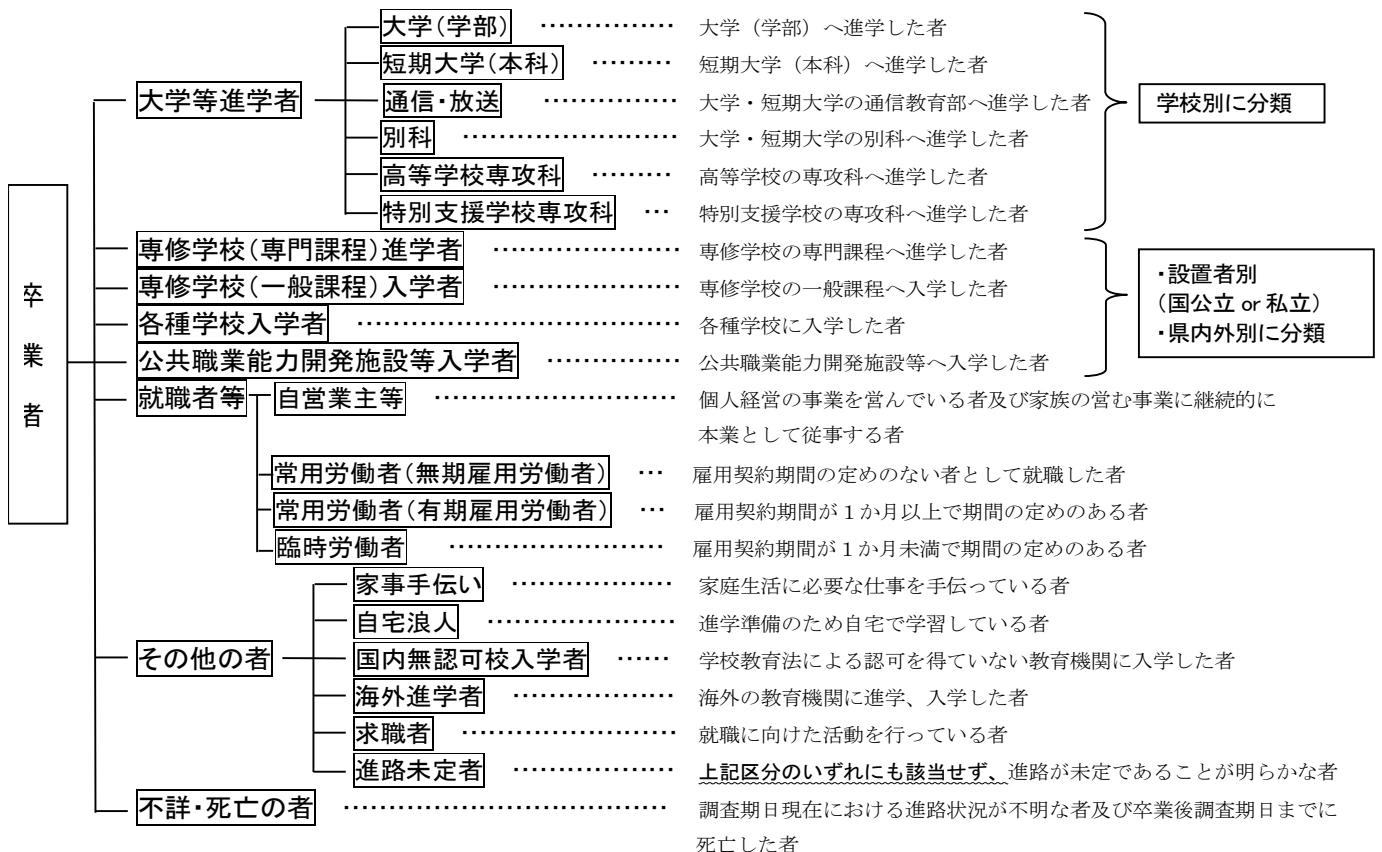 大学(学部) ・・・・・・・・・・・・・・ 大学（学部）へ進学した者
短期大学(本科) ・・・・・・・・・ 短期大学（本科）へ進学した者
大学等進学者
通信・放送 ・・・・・・・・・・・・・・ 大学・短期大学の通信教育部へ進学した者
学校別に分類
別科 ・・・・・・・・・・・・・・・・・・・・・・ 大学・短期大学の別科へ進学した者
高等学校専攻科 ・・・・・・・・・ 高等学校の専攻科へ進学した者
特別支援学校専攻科 ・・・ 特別支援学校の専攻科へ進学した者
卒業者
専修学校(専門課程)進学者 ・・・・・・・・・・・・・・・・・・・ 専修学校の専門課程へ進学した者
専修学校(一般課程)入学者 ・・・・・・・・・・・・・・・・・・・ 専修学校の一般課程へ入学した者
各種学校入学者 ・・・・・・・・・・・・・・・・・・・・・・・・・・・・・・・・・ 各種学校に入学した者
公共職業能力開発施設等入学者 ・・・・・・・・・・・・・・ 公共職業能力開発施設等へ入学した者
・設置者別
(国公立 or 私立)
・県内外別に分類
就職者等 自営業主等 ・・・・・・・・・・・・・・・・・・・・・・・・・ 個人経営の事業を営んでいる者及び家族の営む事業に継続的に
本業として従事する者
常用労働者(無期雇用労働者) ・・・ 雇用契約期間の定めのない者として就職した者
常用労働者(有期雇用労働者) ・・・ 雇用契約期間が１か月以上で期間の定めのある者
臨時労働者 ・・・・・・・・・・・・・・・・・・・・・・ 雇用契約期間が１か月未満で期間の定めのある者
家事手伝い ・・・・・・・・・・・・・・・・・ 家庭生活に必要な仕事を手伝っている者
自宅浪人 ・・・・・・・・・・・・・・・・・・・ 進学準備のため自宅で学習している者
その他の者
国内無認可校入学者 ・・・・・・ 学校教育法による認可を得ていない教育機関に入学した者
海外進学者 ・・・・・・・・・・・・・・・・・ 海外の教育機関に進学、入学した者
求職者 ・・・・・・・・・・・・・・・・・・・・・・ 就職に向けた活動を行っている者
進路未定者 ・・・・・・・・・・・・・・・・・ 上記区分のいずれにも該当せず、進路が未定であることが明らかな者
不詳・死亡の者 ・・・・・・・・・・・・・・・・・・・・・・・・・・・・・・・・・ 調査期日現在における進路状況が不明な者及び卒業後調査期日までに
死亡した者